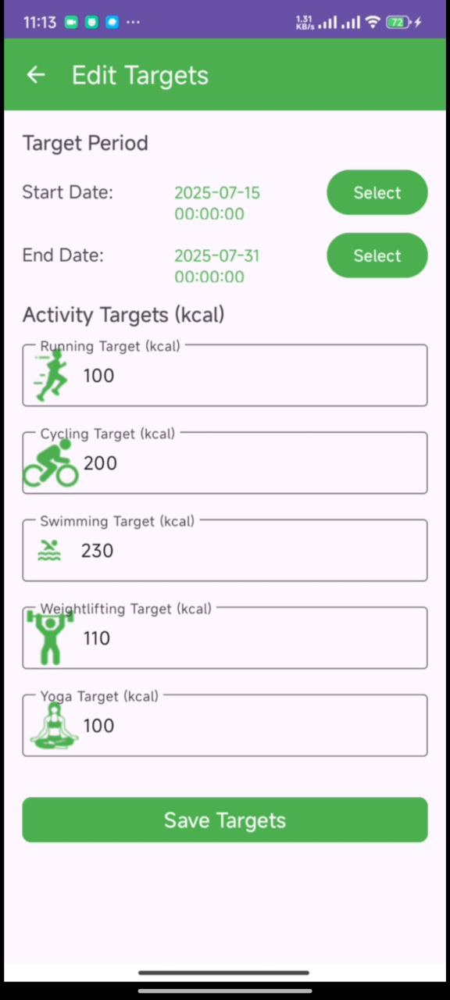 11:13 ... 1.31 KB/s 72
Edit Targets
Target Period
Start Date: 2025-07-15 Select
00:00:00
End Date: 2025-07-31 Select
00:00:00
Activity Targets (kcal)
Running Target (kcal)
100
Cycling Target (kcal)
200
Swimming Target (kcal)
230
Weightlifting Target (kcal)
110
Yoga Target (kcal)
100
Save Targets